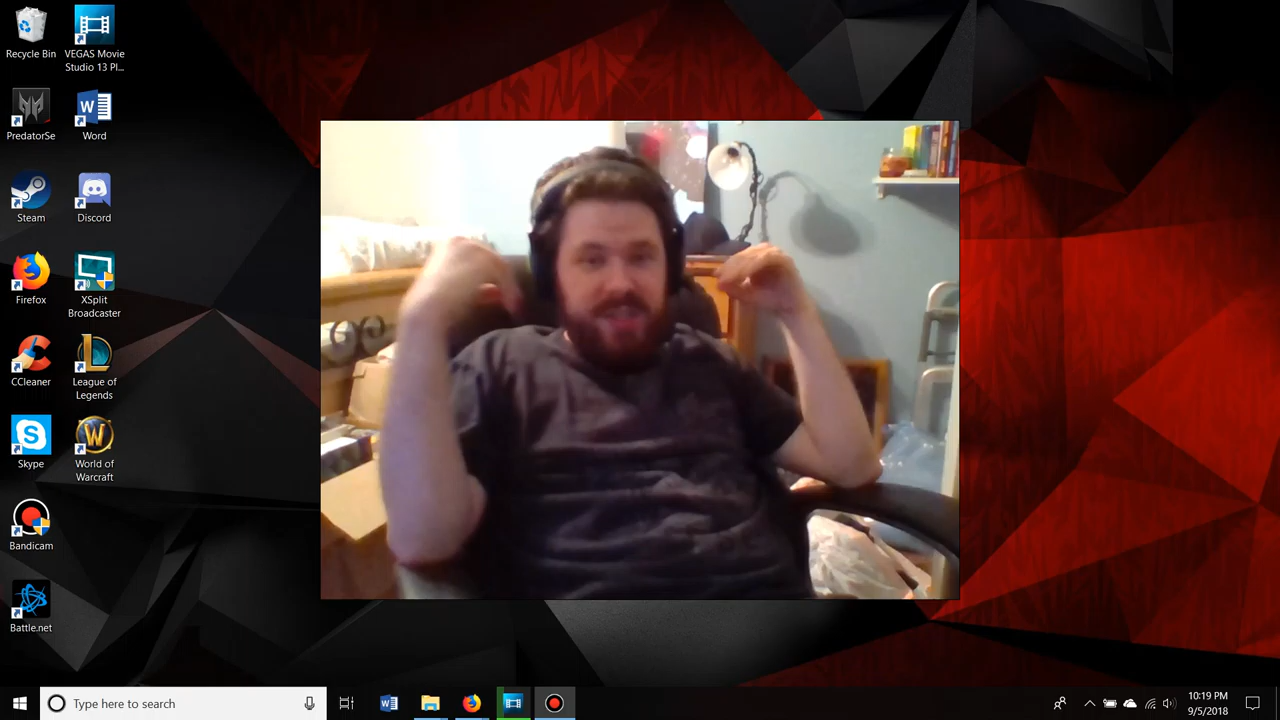 Recycle Bin
VEGAS Movie
Studio 13 Pl...
PredatorSe
Word
Steam
Discord
Firefox
XSplit
Broadcaster
CCleaner
League of
Legends
Skype
World of
Warcraft
Bandicam
Battle.net
Type here to search
10:19 PM
9/5/2018